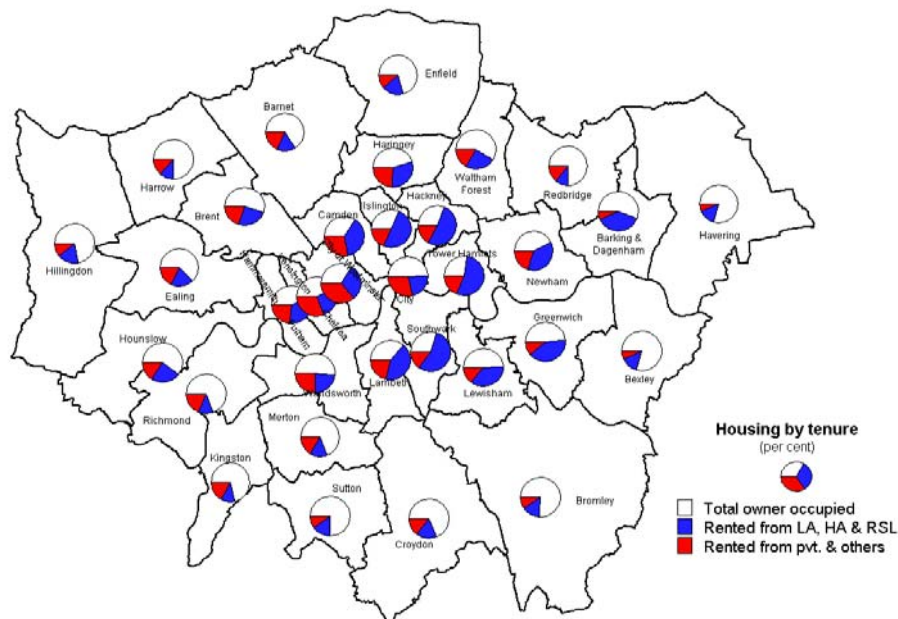 Enfield
Barnet
Haringey
Waltham
Forest
Harrow
Redbridge
Hackney
Islington
Brent
Camden
Barking &
Dagenham
Havering
Hillingdon
Ealing
Tower Hamlets
Newham
City
Hounslow
Greenwich
Southwark
Bexley
Lambeth
Lewisham
Wandsworth
Richmond
Merton
Kingston
Sutton
Croydon
Bromley
Housing by tenure
(per cent)
Total owner occupied
Rented from LA, HA & RSL
Rented from pvt. & others